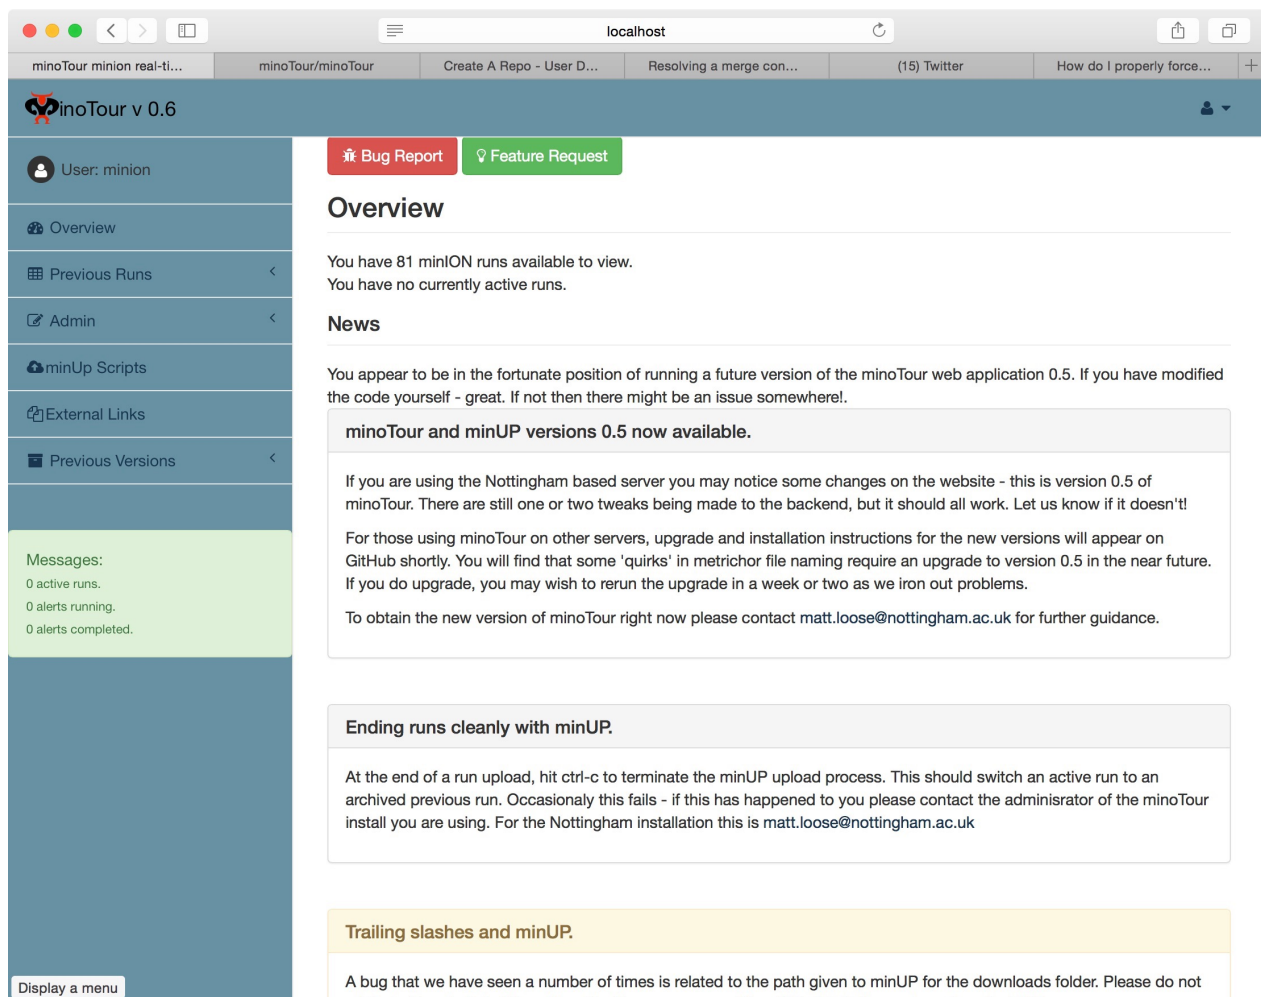 localhost
minoTour minion real-ti...
minoTour/minoTour
Create A Repo - User D...
Resolving a merge con...
(15) Twitter
How do I properly force...
inoTour v 0.6
User: minion
Overview
Previous Runs
Admin
minUp Scripts
External Links
Previous Versions
Messages:
0 active runs.
0 alerts running.
0 alerts completed.
Display a menu
Bug Report
Feature Request
Overview
You have 81 minION runs available to view.
You have no currently active runs.
News
You appear to be in the fortunate position of running a future version of the minoTour web application 0.5. If you have modified
the code yourself - great. If not then there might be an issue somewhere!.
minoTour and minUP versions 0.5 now available.
If you are using the Nottingham based server you may notice some changes on the website - this is version 0.5 of
minoTour. There are still one or two tweaks being made to the backend, but it should all work. Let us know if it doesn't!
For those using minoTour on other servers, upgrade and installation instructions for the new versions will appear on
GitHub shortly. You will find that some 'quirks' in metrichor file naming require an upgrade to version 0.5 in the near future.
If you do upgrade, you may wish to rerun the upgrade in a week or two as we iron out problems.
To obtain the new version of minoTour right now please contact matt.loose@nottingham.ac.uk for further guidance.
Ending runs cleanly with minUP.
At the end of a run upload, hit ctrl-c to terminate the minUP upload process. This should switch an active run to an
archived previous run. Occasionaly this fails - if this has happened to you please contact the adminisrator of the minoTour
install you are using. For the Nottingham installation this is matt.loose@nottingham.ac.uk
Trailing slashes and minUP.
A bug that we have seen a number of times is related to the path given to minUP for the downloads folder. Please do not